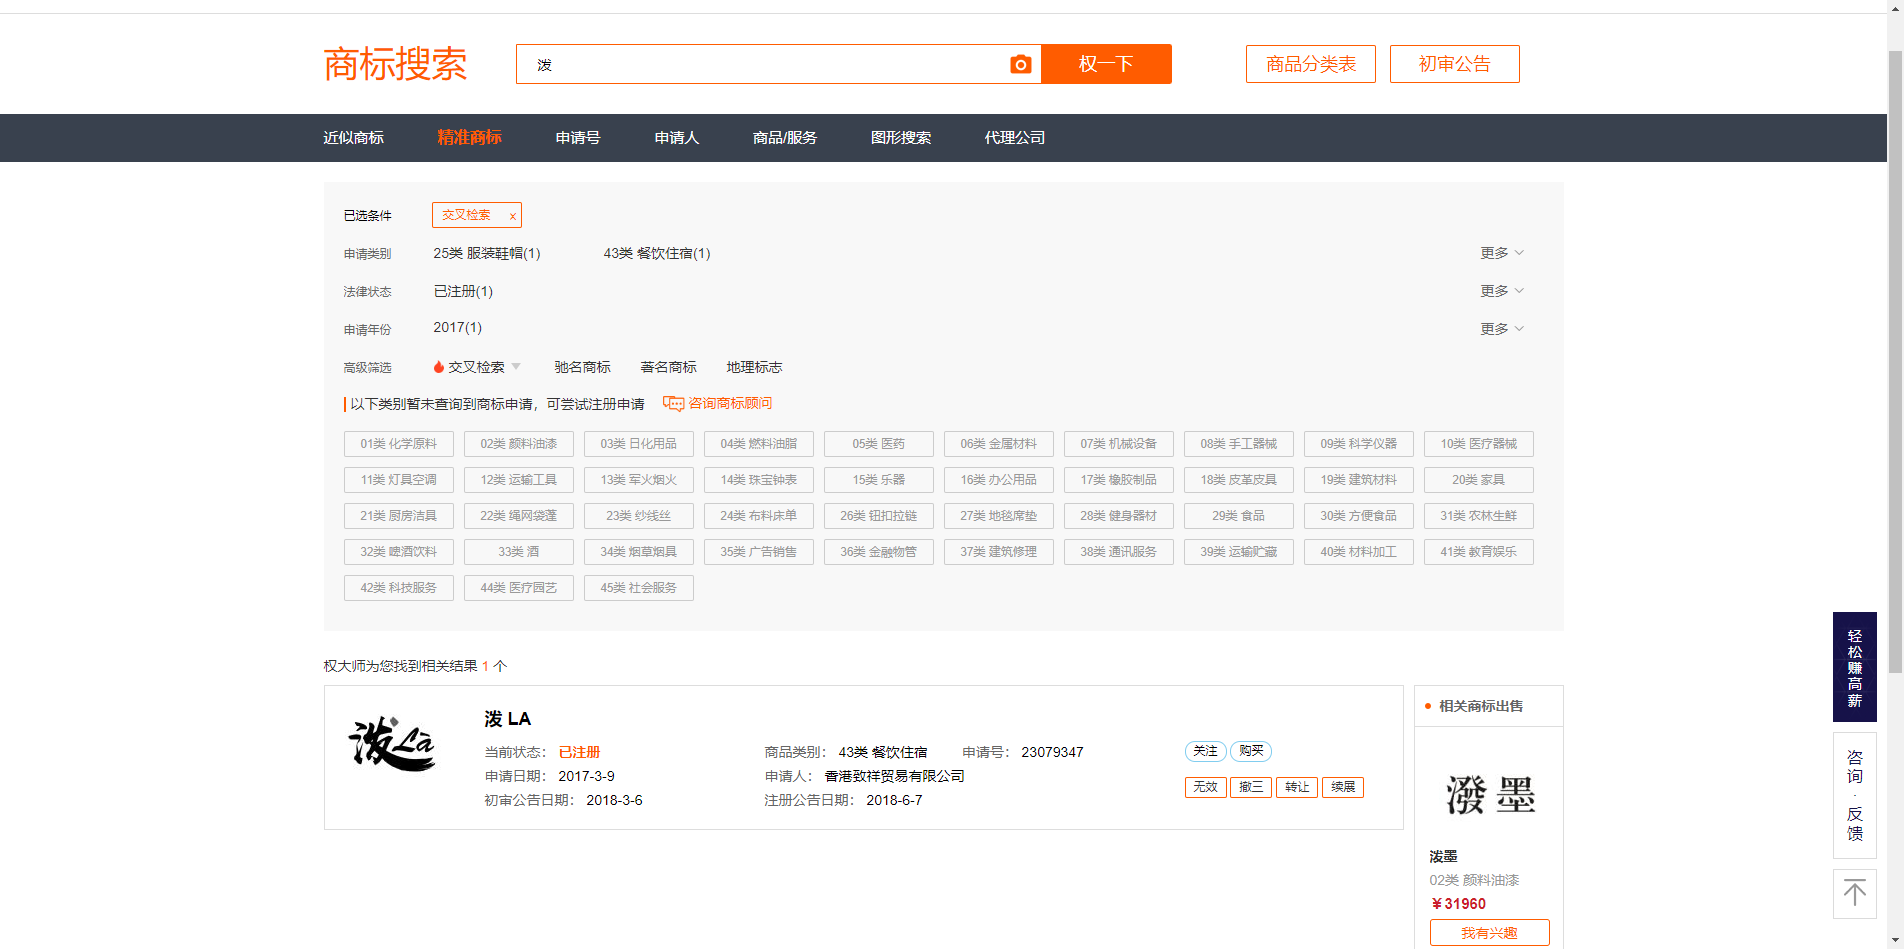 商标搜索
泼
权一下
商品分类表
初审公告
近似商标 精准商标 申请号 申请人 商品/服务 图形搜索 代理公司
已选条件 交叉检索 x
申请类别 25类 服装鞋帽(1) 43类 餐饮住宿(1) 更多
法律状态 已注册(1) 更多
申请年份 2017(1) 更多
高级筛选 交叉检索 驰名商标 著名商标 地理标志
以下类别暂未查询到商标申请，可尝试注册申请 咨询商标顾问
01类 化学原料 02类 颜料油漆 03类 日化用品 04类 燃料油脂 05类 医药 06类 金属材料 07类 机械设备 08类 手工器械 09类 科学仪器 10类 医疗器械
11类 灯具空调 12类 运输工具 13类 军火烟火 14类 珠宝钟表 15类 乐器 16类 办公用品 17类 橡胶制品 18类 皮革皮具 19类 建筑材料 20类 家具
21类 厨房洁具 22类 绳网袋篷 23类 纱线丝 24类 布料床单 26类 钮扣拉链 27类 地毯席垫 28类 健身器材 29类 食品 30类 方便食品 31类 农林生鲜
32类 啤酒饮料 33类 酒 34类 烟草烟具 35类 广告销售 36类 金融物管 37类 建筑修理 38类 通讯服务 39类 运输贮藏 40类 材料加工 41类 教育娱乐
42类 科技服务 44类 医疗园艺 45类 社会服务
权大师为您找到相关结果 1 个
泼Là
泼 LA
当前状态： 已注册 商品类别： 43类 餐饮住宿 申请号： 23079347
申请日期： 2017-3-9 申请人： 香港致祥贸易有限公司
初审公告日期： 2018-3-6 注册公告日期： 2018-6-7
关注 购买
无效 撤三 转让 续展
相关商标出售
潑墨
泼墨
02类 颜料油漆
￥31960
我有兴趣
轻松赚高薪
咨询·反馈